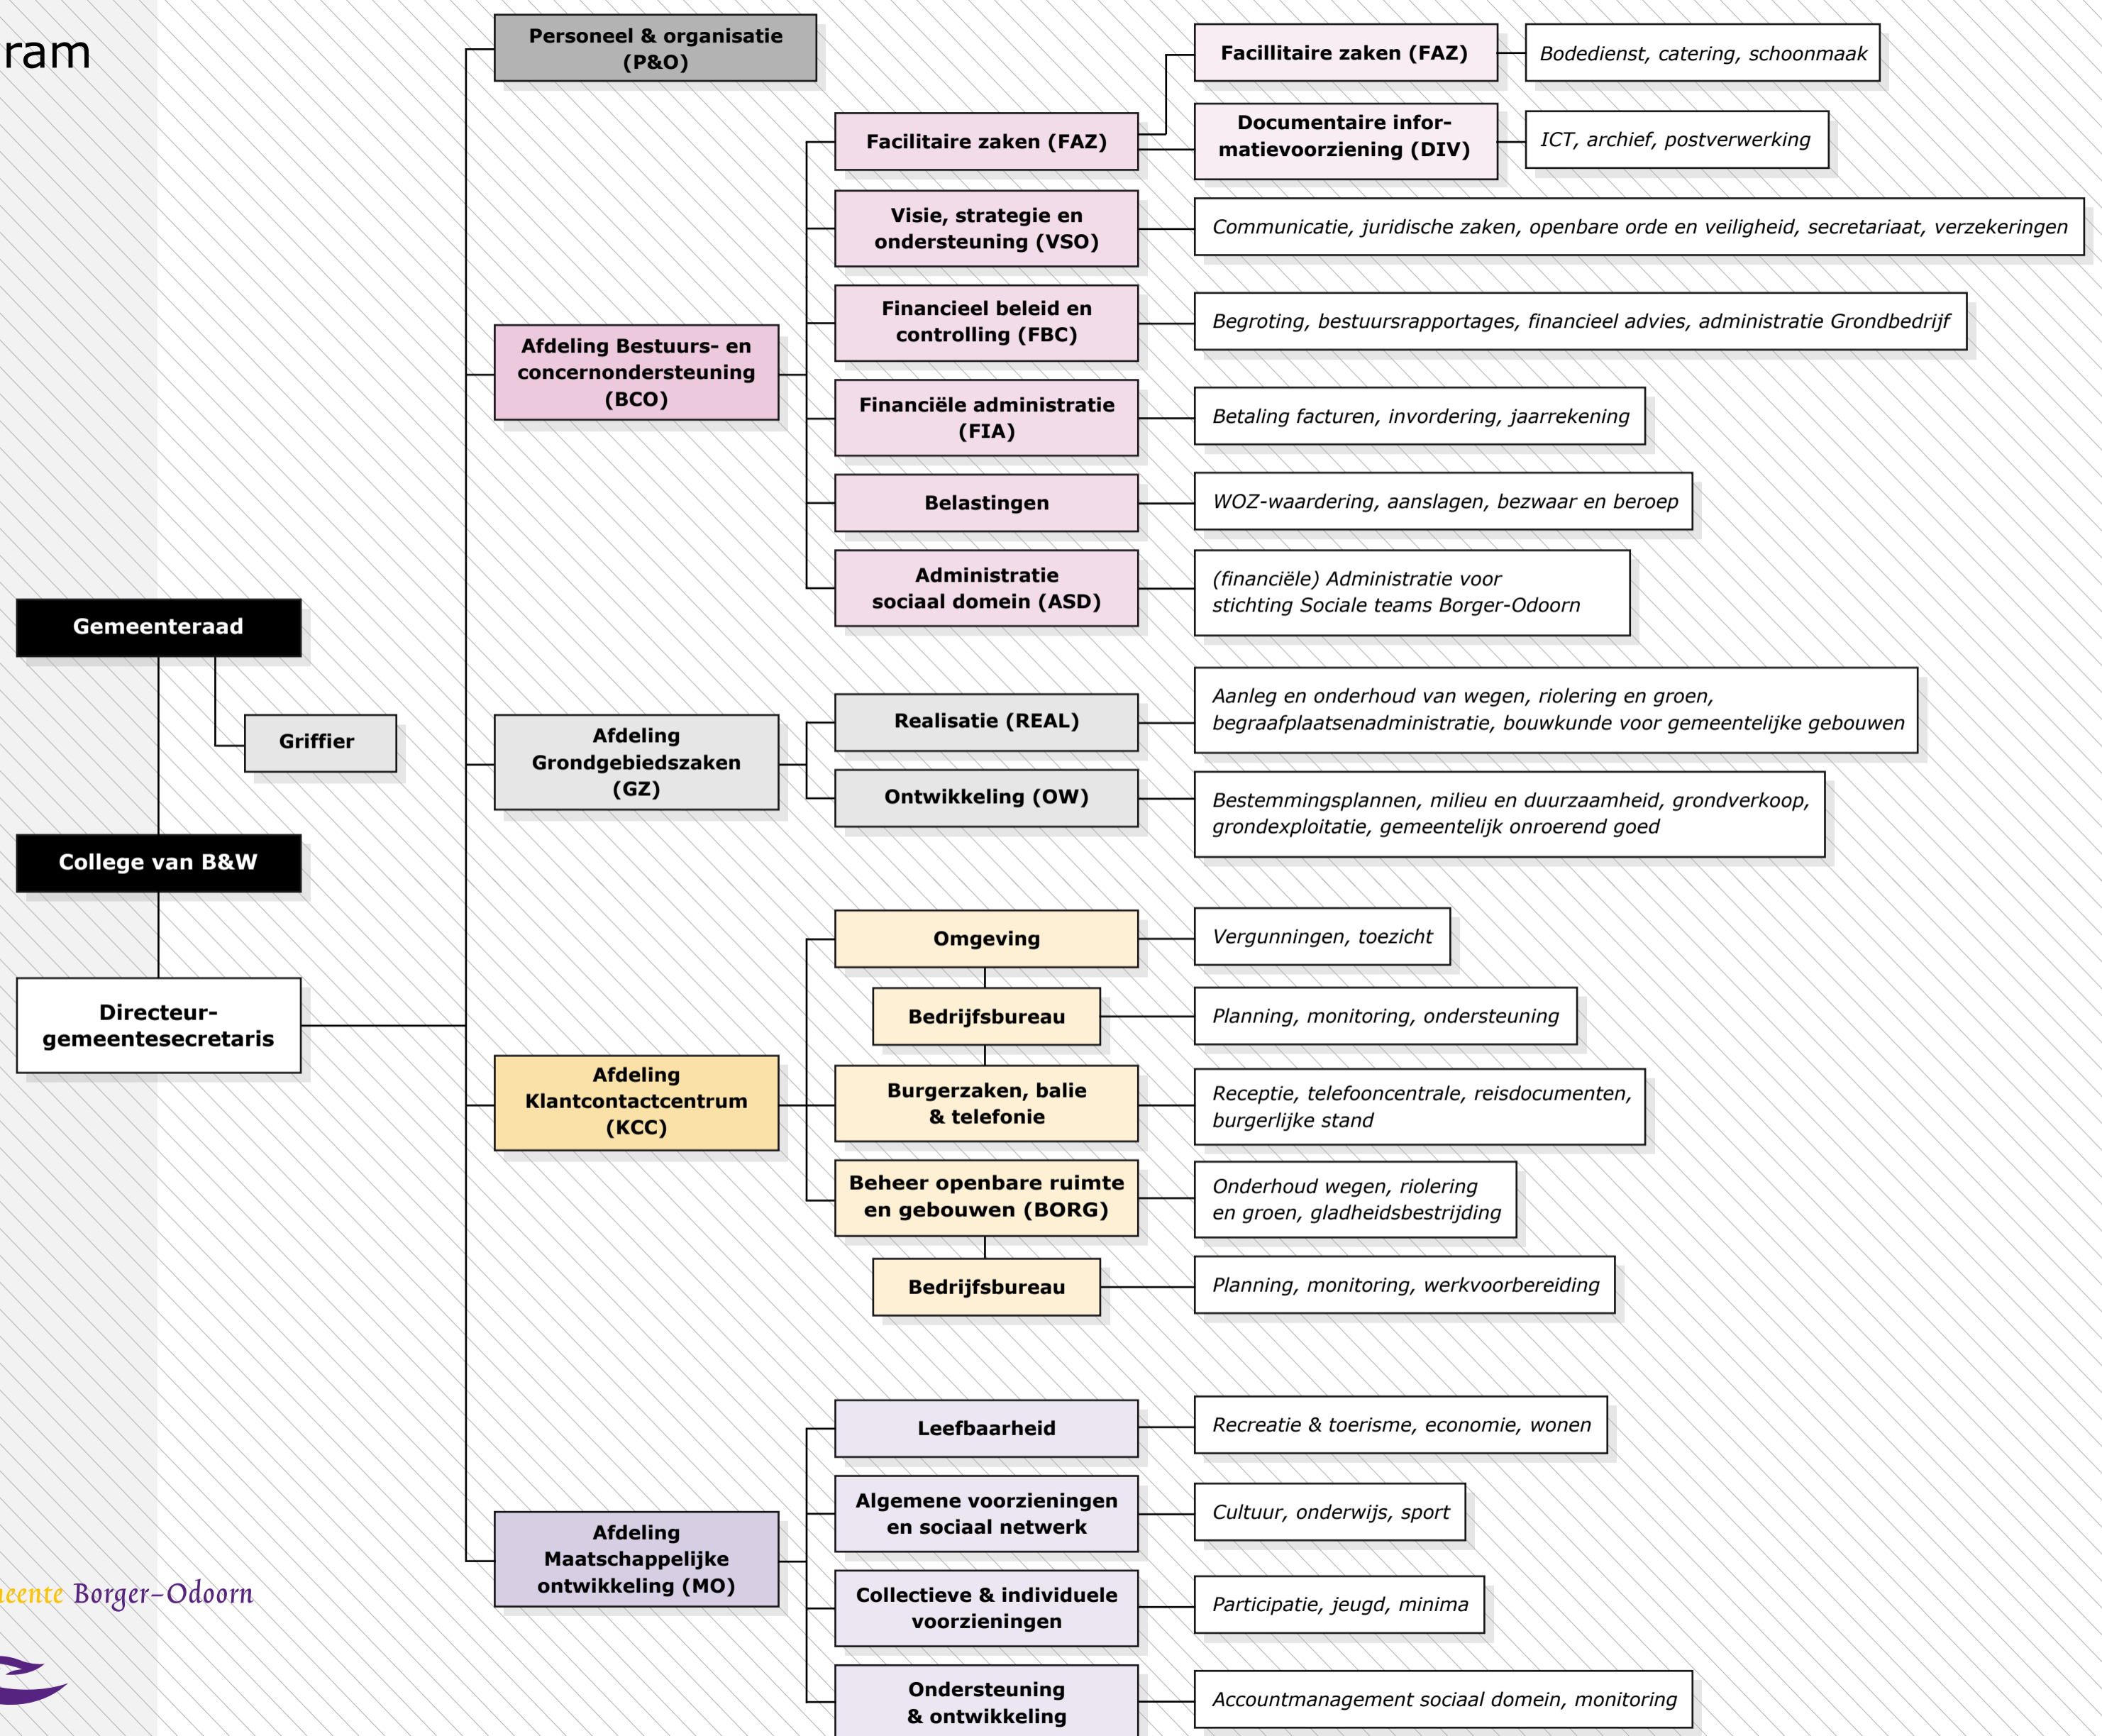 ram
Personeel & organisatie
(P&O)
Facillitaire zaken (FAZ)
Bodedienst, catering, schoonmaak
Facilitaire zaken (FAZ)
Documentaire infor-
matievoorziening (DIV)
ICT, archief, postverwerking
Visie, strategie en
ondersteuning (VSO)
Communicatie, juridische zaken, openbare orde en veiligheid, secretariaat, verzekeringen
Financieel beleid en
controlling (FBC)
Begroting, bestuursrapportages, financieel advies, administratie Grondbedrijf
Afdeling Bestuurs- en
concernondersteuning
(BCO)
Financiële administratie
(FIA)
Betaling facturen, invordering, jaarrekening
Belastingen
WOZ-waardering, aanslagen, bezwaar en beroep
Administratie
sociaal domein (ASD)
(financiële) Administratie voor
stichting Sociale teams Borger-Odoorn
Gemeenteraad
Griffier
Afdeling
Grondgebiedszaken
(GZ)
Realisatie (REAL)
Aanleg en onderhoud van wegen, riolering en groen,
begraafplaatsenadministratie, bouwkunde voor gemeentelijke gebouwen
Ontwikkeling (OW)
Bestemmingsplannen, milieu en duurzaamheid, grondverkoop,
grondexploitatie, gemeentelijk onroerend goed
College van B&W
Directeur-
gemeentesecretaris
Omgeving
Vergunningen, toezicht
Bedrijfsbureau
Planning, monitoring, ondersteuning
Afdeling
Klantcontactcentrum
(KCC)
Burgerzaken, balie
& telefonie
Receptie, telefooncentrale, reisdocumenten,
burgerlijke stand
Beheer openbare ruimte
en gebouwen (BORG)
Onderhoud wegen, riolering
en groen, gladheidsbestrijding
Bedrijfsbureau
Planning, monitoring, werkvoorbereiding
Leefbaarheid
Recreatie & toerisme, economie, wonen
Algemene voorzieningen
en sociaal netwerk
Cultuur, onderwijs, sport
Afdeling
Maatschappelijke
ontwikkeling (MO)
Collectieve & individuele
voorzieningen
Participatie, jeugd, minima
Ondersteuning
& ontwikkeling
Accountmanagement sociaal domein, monitoring
eente Borger-Odoorn